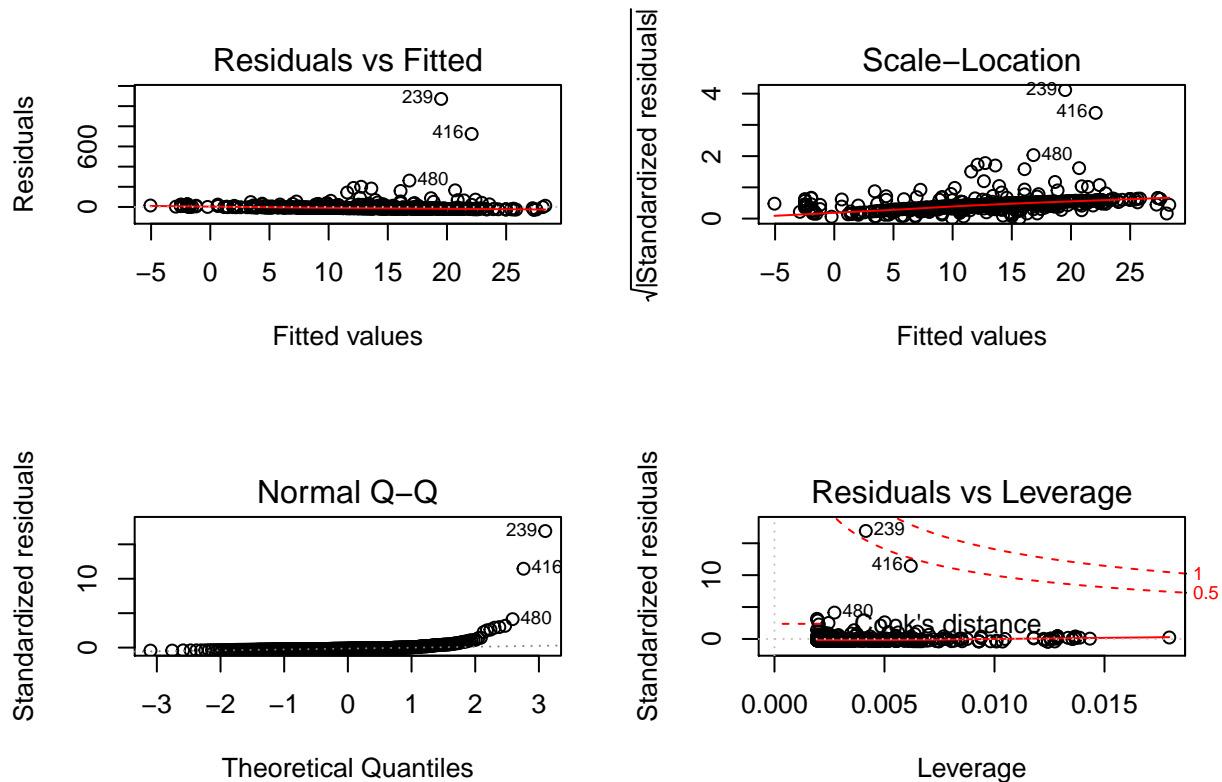 Residuals vs Fitted
Residuals
600
0
239
416
480
−5 0 5 10 15 20 25
Fitted values
Scale−Location
√|Standardized residuals|
4
2
0
239
416
480
−5 0 5 10 15 20 25
Fitted values
Normal Q−Q
Standardized residuals
10
0
239
416
480
−3 −2 −1 0 1 2 3
Theoretical Quantiles
Residuals vs Leverage
Standardized residuals
10
0
239
416
480
Cook's distance
1
0.5
0.000 0.005 0.010 0.015
Leverage